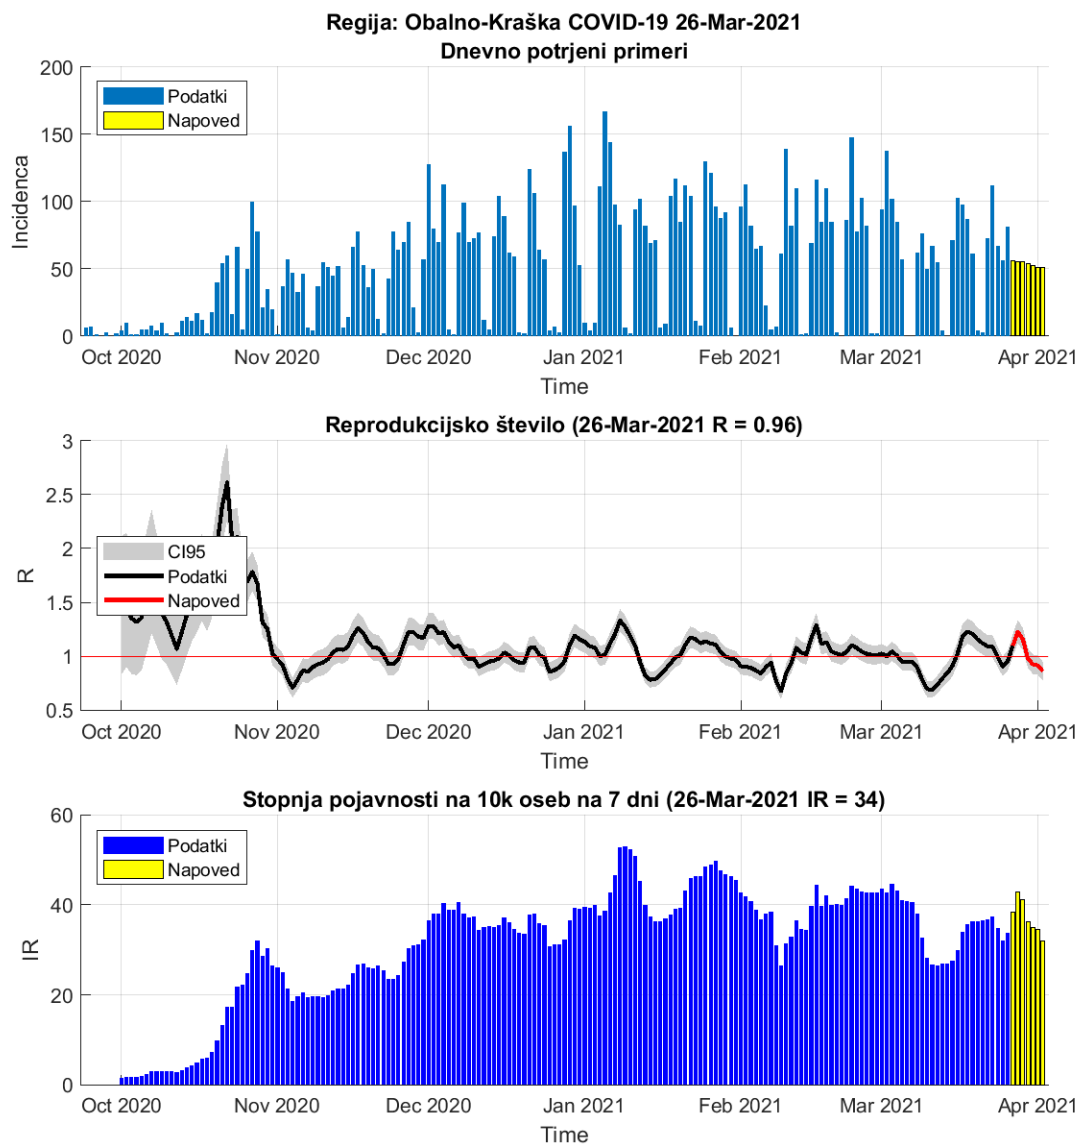 Regija: Obalno-Kraška COVID-19 26-Mar-2021
Dnevno potrjeni primeri
200
150
100
50
0
Incidenca
Podatki
Napoved
Oct 2020 Nov 2020 Dec 2020 Jan 2021 Feb 2021 Mar 2021 Apr 2021
Time
Reprodukcijsko število (26-Mar-2021 R = 0.96)
3
2.5
2
1.5
1
0.5
R
CI95
Podatki
Napoved
Oct 2020 Nov 2020 Dec 2020 Jan 2021 Feb 2021 Mar 2021 Apr 2021
Time
Stopnja pojavnosti na 10k oseb na 7 dni (26-Mar-2021 IR = 34)
60
40
20
0
IR
Podatki
Napoved
Oct 2020 Nov 2020 Dec 2020 Jan 2021 Feb 2021 Mar 2021 Apr 2021
Time